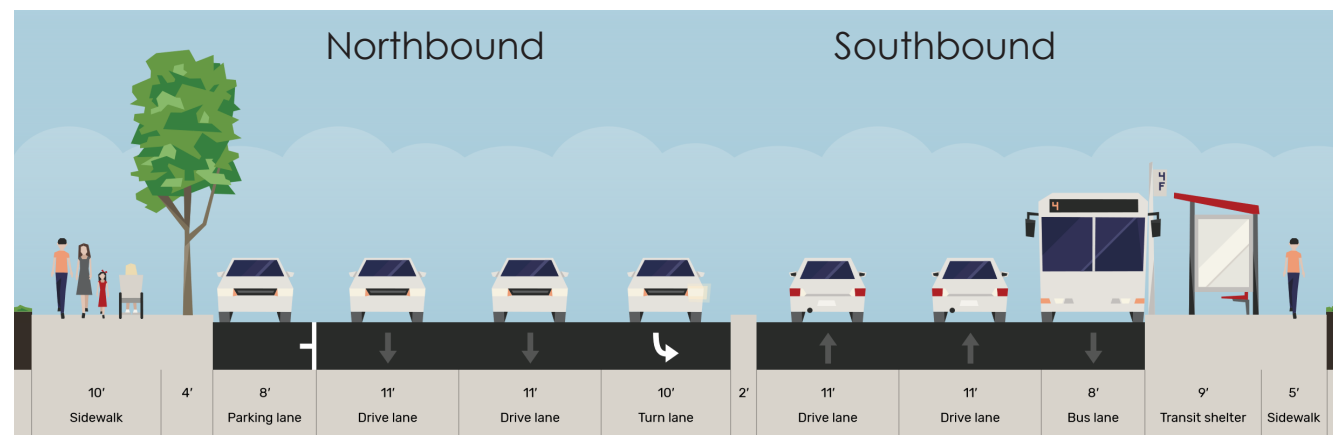 Northbound
Southbound
4
F
4
10’
4’
8’
11’
11’
10’
2’
11’
11’
8’
9’
5’
Sidewalk
Parking lane
Drive lane
Drive lane
Turn lane
Drive lane
Drive lane
Bus lane
Transit shelter
Sidewalk